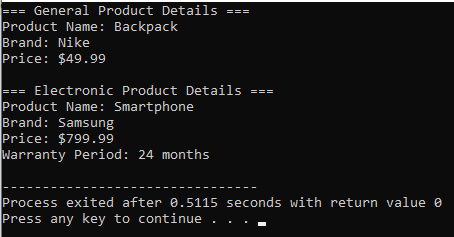 === General Product Details ===
Product Name: Backpack
Brand: Nike
Price: $49.99
=== Electronic Product Details ===
Product Name: Smartphone
Brand: Samsung
Price: $799.99
Warranty Period: 24 months
--------------------------------
Process exited after 0.5115 seconds with return value 0
Press any key to continue . . .